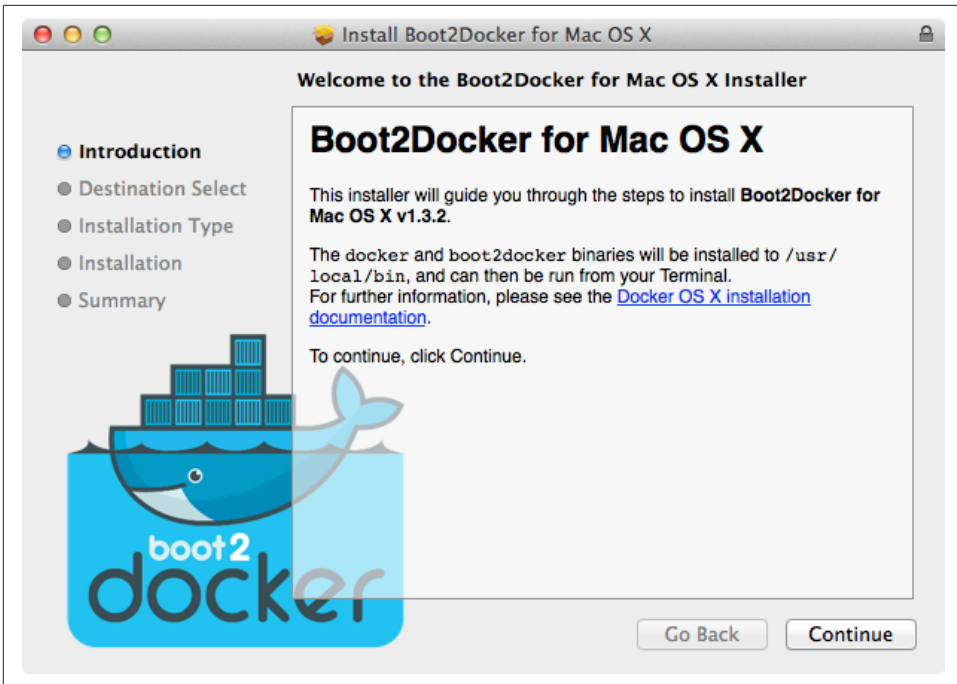 Install Boot2Docker for Mac OS X
Welcome to the Boot2Docker for Mac OS X Installer
Introduction
Destination Select
Installation Type
Installation
Summary
Boot2Docker for Mac OS X
This installer will guide you through the steps to install Boot2Docker for
Mac OS X v1.3.2.
The docker and boot2docker binaries will be installed to /usr/
local/bin, and can then be run from your Terminal.
For further information, please see the Docker OS X installation
documentation.
To continue, click Continue.
boot2
docker
Go Back
Continue